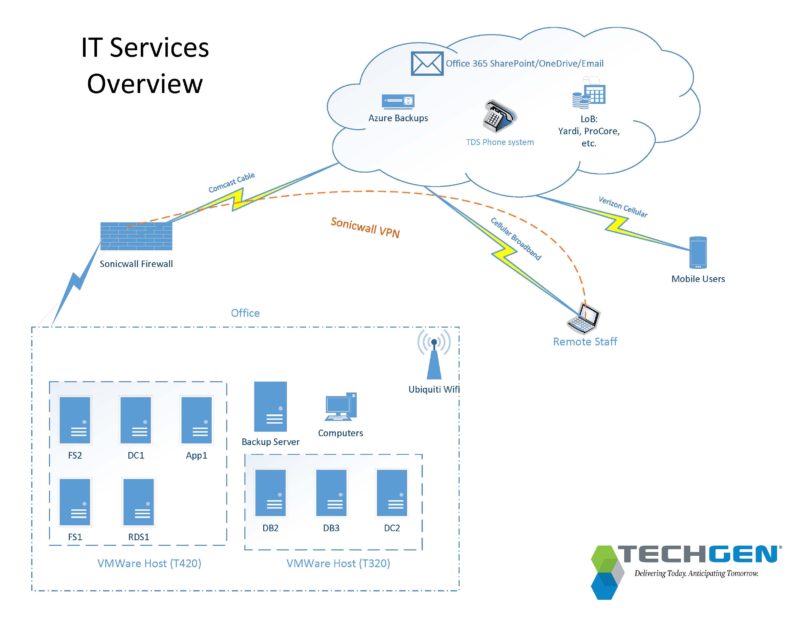 IT Services
Overview
Office 365 SharePoint/OneDrive/Email
Azure Backups
TDS Phone system
LoB:
Yardi, ProCore,
etc.
Comcast Cable
Sonicwall VPN
Cellular Broadband
Verizon Cellular
Sonicwall Firewall
Mobile Users
Remote Staff
Office
Ubiquiti Wifi
FS2
DC1
App1
Backup Server
Computers
FS1
RDS1
DB2
DB3
DC2
VMWare Host (T420)
VMWare Host (T320)
TECHGEN®
Delivering Today. Anticipating Tomorrow.